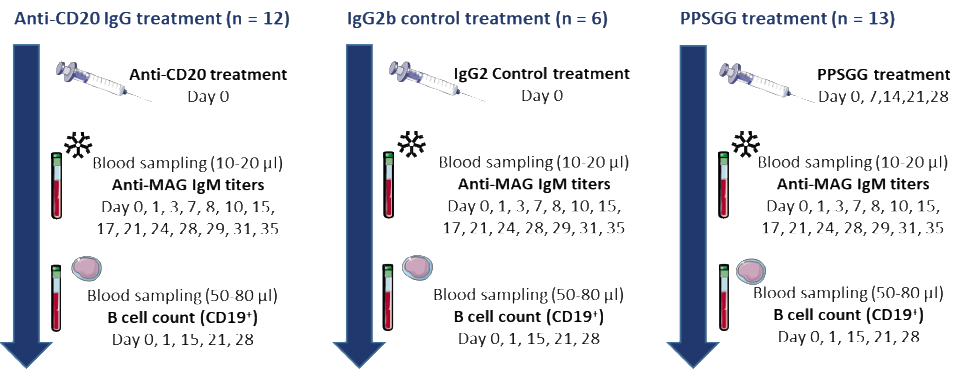 Anti-CD20 IgG treatment (n = 12)
Anti-CD20 treatment
Day 0
Blood sampling (10-20 µl)
Anti-MAG IgM titers
Day 0, 1, 3, 7, 8, 10, 15,
17, 21, 24, 28, 29, 31, 35
Blood sampling (50-80 µl)
B cell count (CD19⁺)
Day 0, 1, 15, 21, 28
IgG2b control treatment (n = 6)
IgG2 Control treatment
Day 0
Blood sampling (10-20 µl)
Anti-MAG IgM titers
Day 0, 1, 3, 7, 8, 10, 15,
17, 21, 24, 28, 29, 31, 35
Blood sampling (50-80 µl)
B cell count (CD19⁺)
Day 0, 1, 15, 21, 28
PPSGG treatment (n = 13)
PPSGG treatment
Day 0, 7,14,21,28
Blood sampling (10-20 µl)
Anti-MAG IgM titers
Day 0, 1, 3, 7, 8, 10, 15,
17, 21, 24, 28, 29, 31, 35
Blood sampling (50-80 µl)
B cell count (CD19⁺)
Day 0, 1, 15, 21, 28